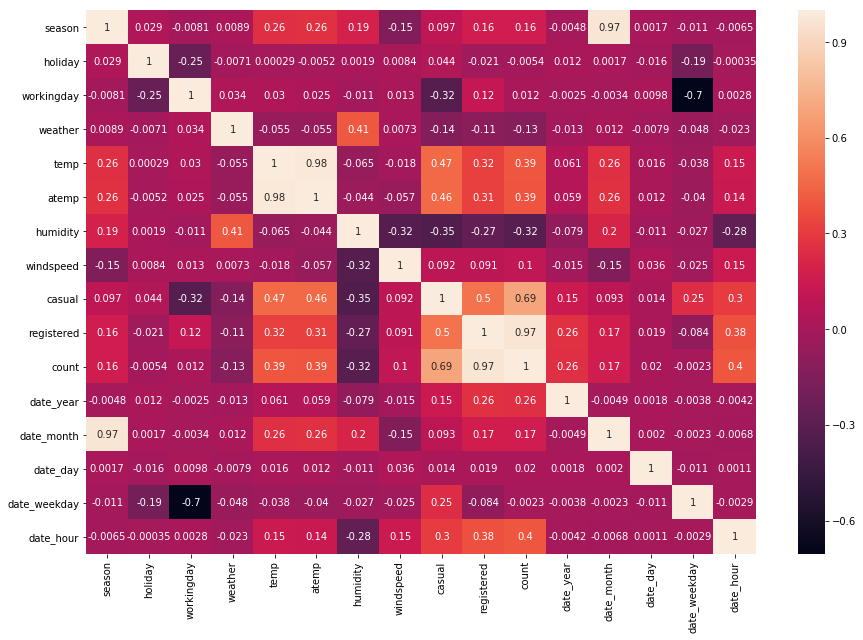 season 1 0.029 -0.0081 0.0089 0.26 0.26 0.19 -0.15 0.097 0.16 0.16 -0.0048 0.97 0.0017 -0.011 -0.0065
holiday 0.029 1 -0.25 -0.0071 0.00029 -0.0052 0.0019 0.0084 0.044 -0.021 -0.0054 0.012 0.0017 -0.016 -0.19 -0.00035
workingday -0.0081 -0.25 1 0.034 0.03 0.025 -0.011 0.013 -0.32 0.12 0.012 -0.0025 -0.0034 0.0098 -0.7 0.0028
weather 0.0089 -0.0071 0.034 1 -0.055 -0.055 0.41 0.0073 -0.14 -0.11 -0.13 -0.013 0.012 -0.0079 -0.048 -0.023
temp 0.26 0.00029 0.03 -0.055 1 0.98 -0.065 -0.018 0.47 0.32 0.39 0.061 0.26 0.016 -0.038 0.15
atemp 0.26 -0.0052 0.025 -0.055 0.98 1 -0.044 -0.057 0.46 0.31 0.39 0.059 0.26 0.012 -0.04 0.14
humidity 0.19 0.0019 -0.011 0.41 -0.065 -0.044 1 -0.32 -0.35 -0.27 -0.32 -0.079 0.2 -0.011 -0.027 -0.28
windspeed -0.15 0.0084 0.013 0.0073 -0.018 -0.057 -0.32 1 0.092 0.091 0.1 -0.015 -0.15 0.036 -0.025 0.15
casual 0.097 0.044 -0.32 -0.14 0.47 0.46 -0.35 0.092 1 0.5 0.69 0.15 0.093 0.014 0.25 0.3
registered 0.16 -0.021 0.12 -0.11 0.32 0.31 -0.27 0.091 0.5 1 0.97 0.26 0.17 0.019 -0.084 0.38
count 0.16 -0.0054 0.012 -0.13 0.39 0.39 -0.32 0.1 0.69 0.97 1 0.26 0.17 0.02 -0.0023 0.4
date_year -0.0048 0.012 -0.0025 -0.013 0.061 0.059 -0.079 -0.015 0.15 0.26 0.26 1 -0.0049 0.0018 -0.0038 -0.0042
date_month 0.97 0.0017 -0.0034 0.012 0.26 0.26 0.2 -0.15 0.093 0.17 0.17 -0.0049 1 0.002 -0.0023 -0.0068
date_day 0.0017 -0.016 0.0098 -0.0079 0.016 0.012 -0.011 0.036 0.014 0.019 0.02 0.0018 0.002 1 -0.011 0.0011
date_weekday -0.011 -0.19 -0.7 -0.048 -0.038 -0.04 -0.027 -0.025 0.25 -0.084 -0.0023 -0.0038 -0.0023 -0.011 1 -0.0029
date_hour -0.0065 -0.00035 0.0028 -0.023 0.15 0.14 -0.28 0.15 0.3 0.38 0.4 -0.0042 -0.0068 0.0011 -0.0029 1
season holiday workingday weather temp atemp humidity windspeed casual registered count date_year date_month date_day date_weekday date_hour
0.9
0.6
0.3
0.0
−0.3
−0.6